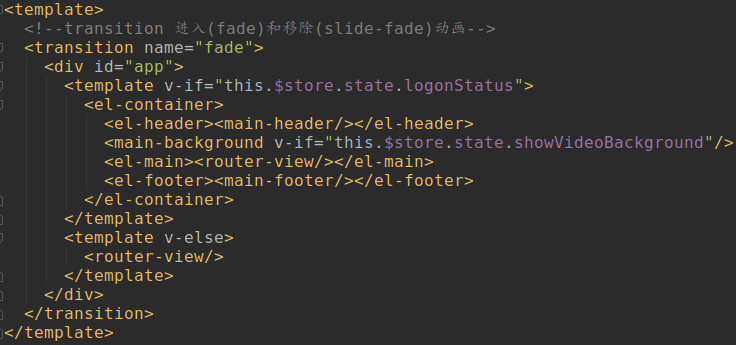 <template>
<!--transition 进入(fade)和移除(slide-fade)动画-->
<transition name="fade">
<div id="app">
<template v-if="this.$store.state.logonStatus">
<el-container>
<el-header><main-header/></el-header>
<main-background v-if="this.$store.state.showVideoBackground"/>
<el-main><router-view/></el-main>
<el-footer><main-footer/></el-footer>
</el-container>
</template>
<template v-else>
<router-view/>
</template>
</div>
</transition>
</template>